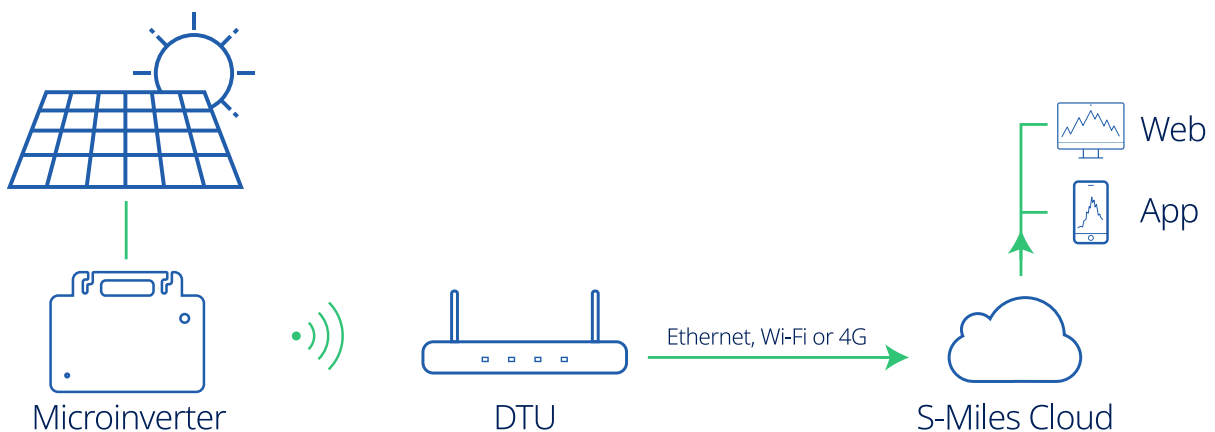 Web
App
Ethernet, Wi-Fi or 4G
Microinverter
DTU
S-Miles Cloud